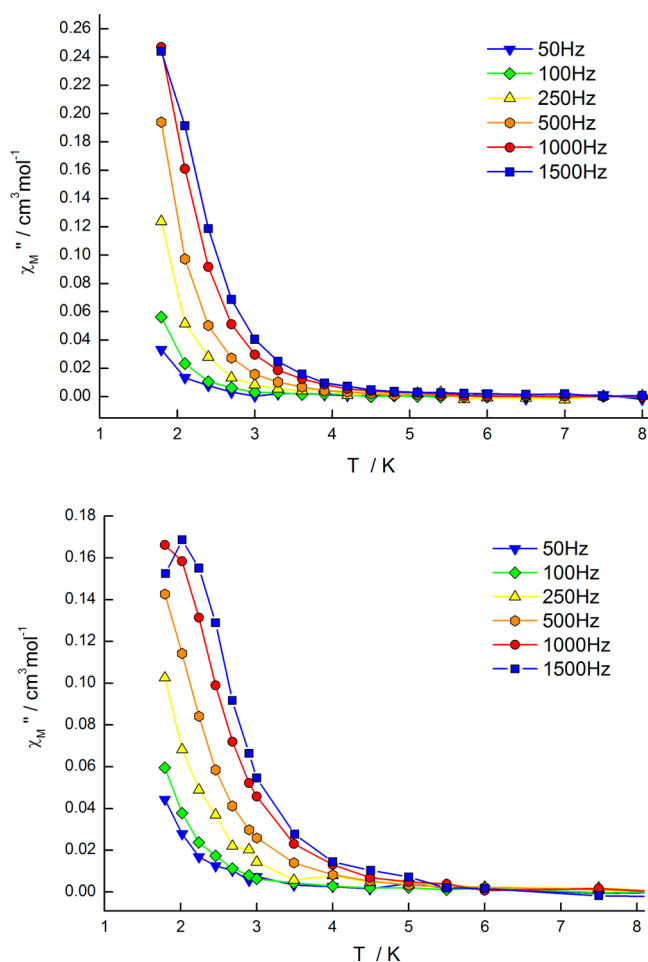 0.26
0.24
0.22
0.20
0.18
0.16
0.14
0.12
0.10
0.08
0.06
0.04
0.02
0.00
χM'' / cm³mol⁻¹
50Hz
100Hz
250Hz
500Hz
1000Hz
1500Hz
1 2 3 4 5 6 7 8
T / K
0.18
0.16
0.14
0.12
0.10
0.08
0.06
0.04
0.02
0.00
χM'' / cm³mol⁻¹
50Hz
100Hz
250Hz
500Hz
1000Hz
1500Hz
1 2 3 4 5 6 7 8
T / K